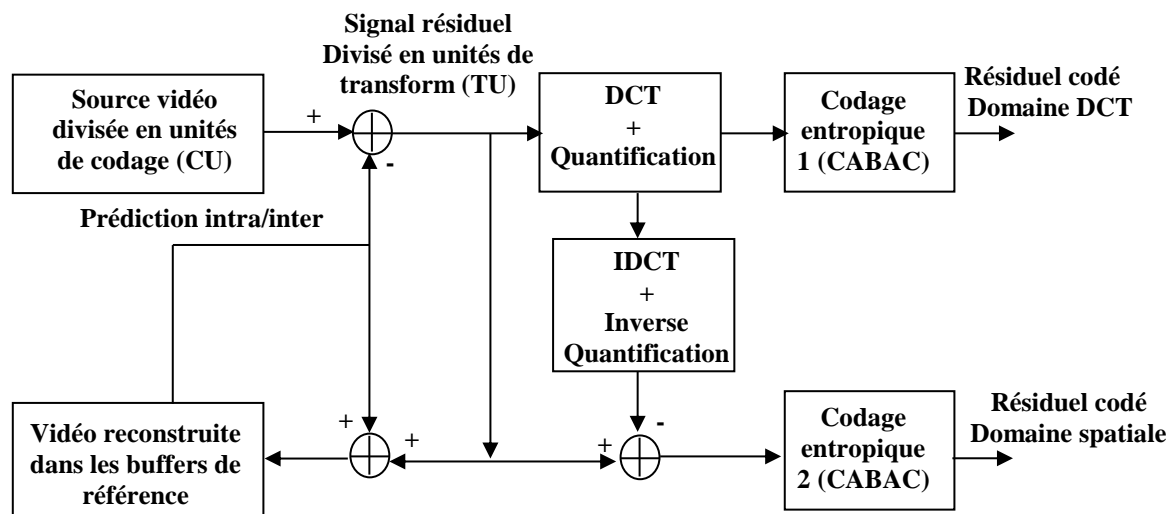 Signal résiduel
Divisé en unités de
transform (TU)
Source vidéo
divisée en unités
de codage (CU)
+
-
DCT
+
Quantification
Codage
entropique
1 (CABAC)
Résiduel codé
Domaine DCT
Prédiction intra/inter
IDCT
+
Inverse
Quantification
Vidéo reconstruite
dans les buffers de
référence
+
+
+
-
Codage
entropique
2 (CABAC)
Résiduel codé
Domaine spatiale